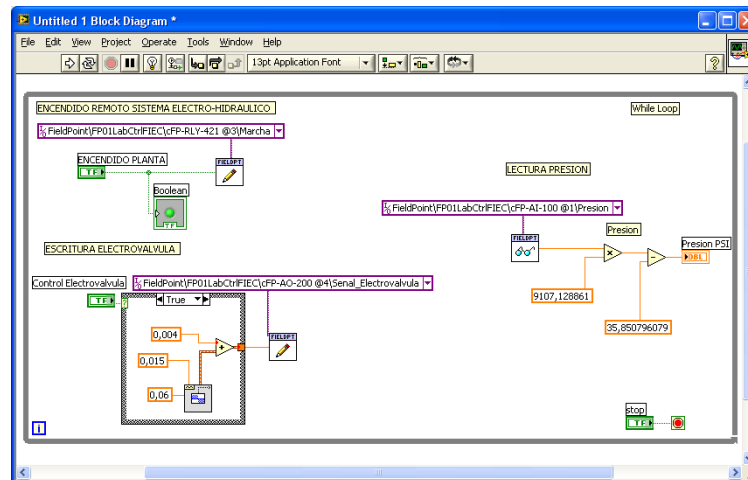 Untitled 1 Block Diagram *
File Edit View Project Operate Tools Window Help
13pt Application Font
ENCENDIDO REMOTO SISTEMA ELECTRO-HIDRAULICO
While Loop
FieldPoint\FP01LabCtrlFIEC\cFP-RLY-421 @3\Marcha
ENCENDIDO PLANTA
TF
FIELDPT
Boolean
TF
LECTURA PRESION
FieldPoint\FP01LabCtrlFIEC\cFP-AI-100 @1\Presion
Presion
FIELDPT
Presion PSI
DBL
ESCRITURA ELECTROVALVULA
Control Electrovalvula
FieldPoint\FP01LabCtrlFIEC\cFP-AO-200 @4\Senal_Electrovalvula
TF
?
True
9107,128861
35,850796079
0,004
FIELDPT
0,015
0,06
stop
TF
i